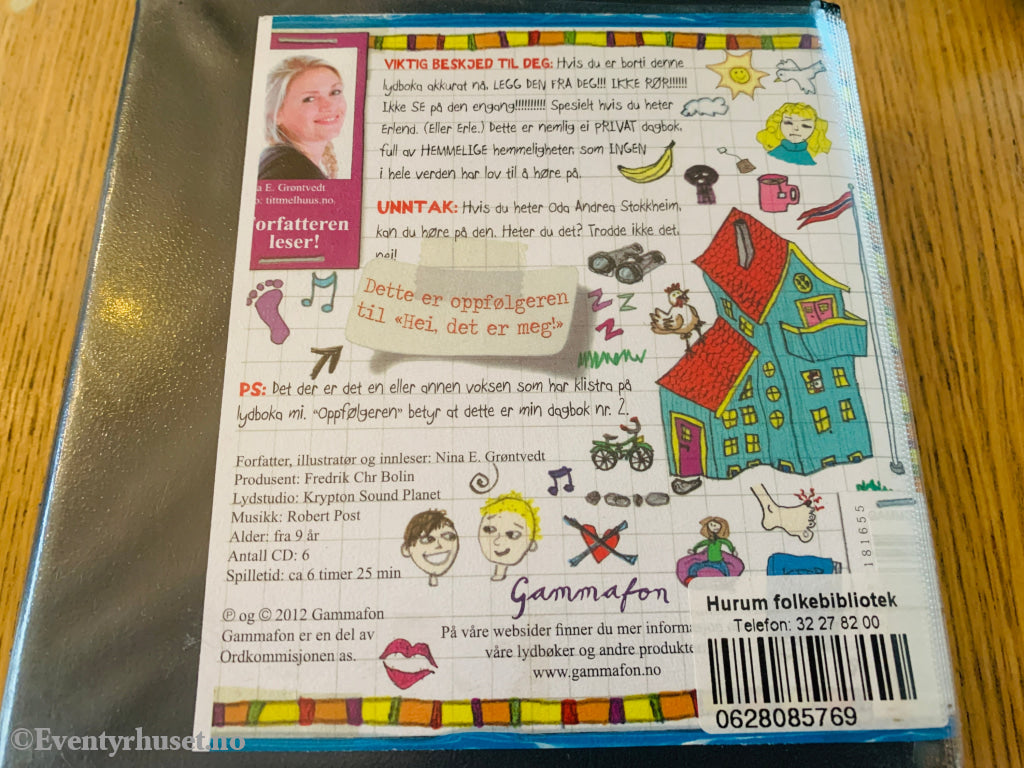 VIKTIG BESKJED TIL DEG: Hvis du er borti denne
lydboka akkurat nå, LEGG DEN FRA DEG!!! IKKE RØR!!!!!!
Ikke SE på den engang!!!!!!!!!! Spesielt hvis du heter
Erlend. (Eller Erle.) Dette er nemlig ei PRIVAT dagbok,
full av HEMMELIGE hemmeligheter, som INGEN
i hele verden har lov til å høre på.
a E. Grøntvedt
: tittmelhuus.no.
orfatteren
leser!
UNNTAK: Hvis du heter Oda Andrea Stokkheim,
kan du høre på den. Heter du det? Trodde ikke det,
nei!
Dette er oppfølgeren
til «Hei, det er meg!»
PS: Det der er det en eller annen voksen som har klistra på
lydboka mi. "Oppfølgeren" betyr at dette er min dagbok nr. 2.
Forfatter, illustratør og innleser: Nina E. Grøntvedt
Produsent: Fredrik Chr Bolin
Lydstudio: Krypton Sound Planet
Musikk: Robert Post
Alder: fra 9 år
Antall CD: 6
Spilletid: ca 6 timer 25 min
℗ og © 2012 Gammafon
Gammafon er en del av
Ordkommisjonen as.
Gammafon
På våre websider finner du mer informa
våre lydbøker og andre produkte
www.gammafon.no
181655
Hurum folkebibliotek
Telefon: 32 27 82 00
0628085769
©Eventyrhuset.no